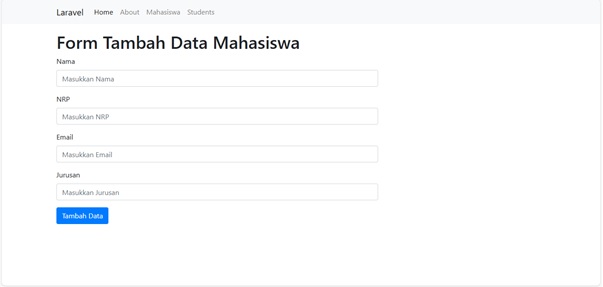 Laravel Home About Mahasiswa Students
Form Tambah Data Mahasiswa
Nama
Masukkan Nama
NRP
Masukkan NRP
Email
Masukkan Email
Jurusan
Masukkan Jurusan
Tambah Data